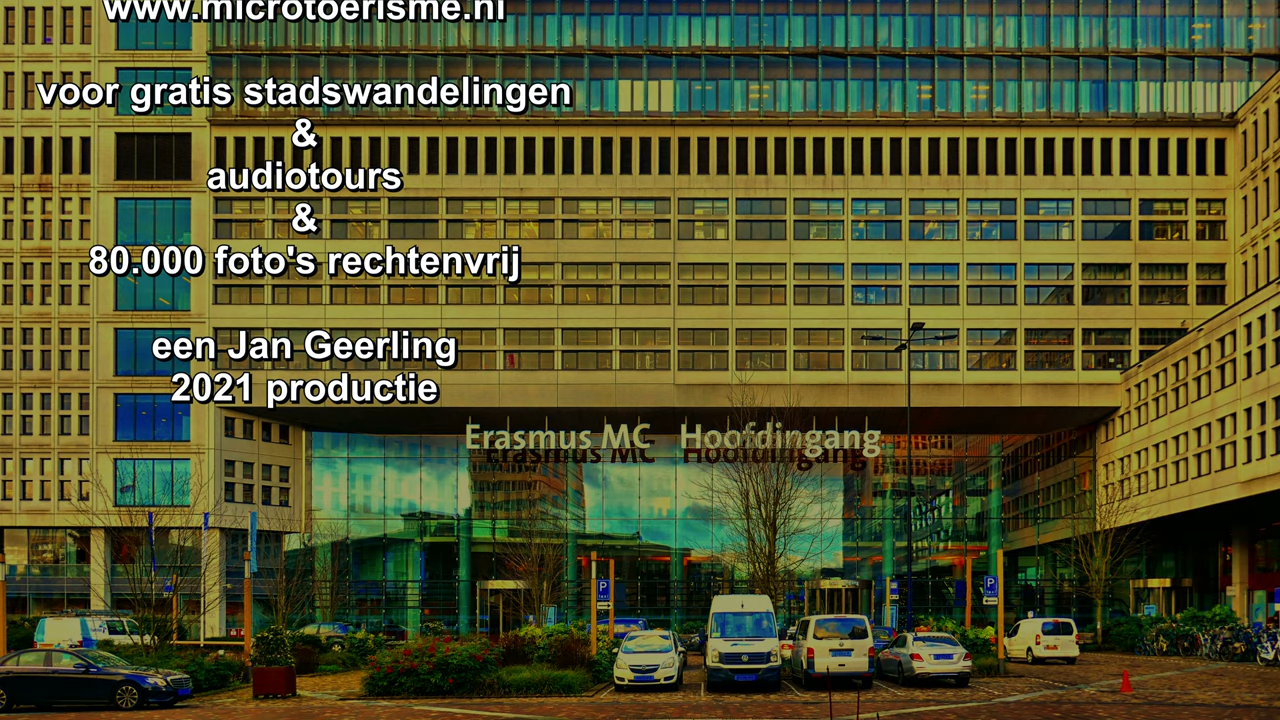 www.microtoerisme.nl
voor gratis stadswandelingen
&
audiotours
&
80.000 foto's rechtenvrij
een Jan Geerling
2021 productie
Erasmus MC Hoofdingang
P
P